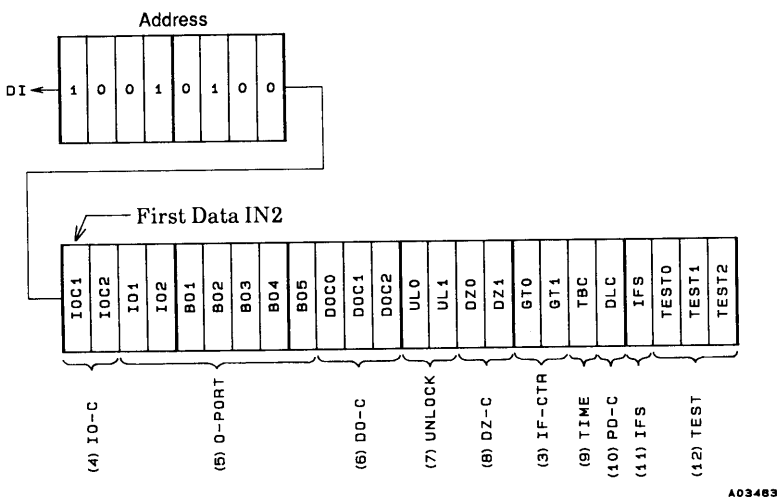 Address
DI 1 0 0 1 0 1 0 0
First Data IN2
IOC1 IOC2 IO1 IO2 BO1 BO2 BO3 BO4 BO5 DOC0 DOC1 DOC2 UL0 UL1 DZ0 DZ1 GT0 GT1 TBC DLC IFS TEST0 TEST1 TEST2
(4) IO-C
(5) O-PORT
(6) DO-C
(7) UNLOCK
(8) DZ-C
(3) IF-CTR
(9) TIME
(10) PD-C
(11) IFS
(12) TEST
A03463